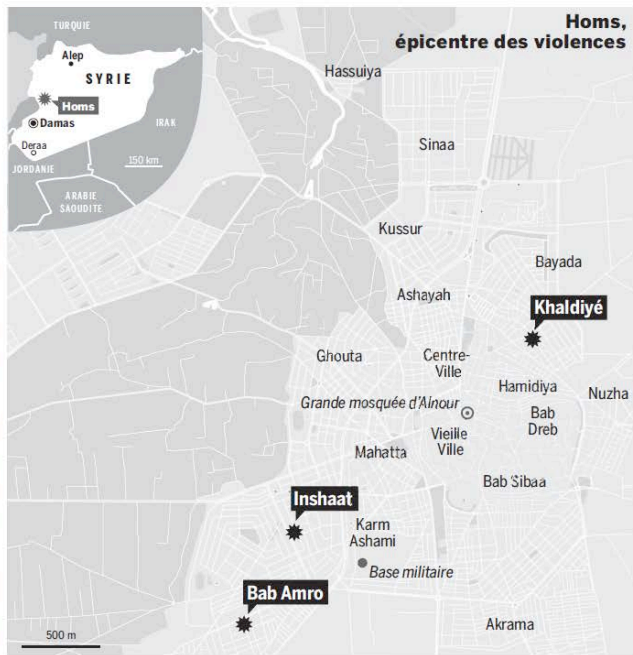 Homs,
épicentre des violences
TURQUIE
Alep
SYRIE
Homs
Damas
IRAK
Deraa
150 km
JORDANIE
ARABIE
SAOUDITE
Hassuiya
Sinaa
Kussur
Bayada
Ashayah
Khaldiyé
Ghouta
Centre-
Ville
Hamidiya
Nuzha
Grande mosquée d'Alnour
Bab
Dreb
Vieille
Ville
Mahatta
Bab Sibaa
Inshaat
Karm
Ashami
Base militaire
Bab Amro
Akrama
500 m